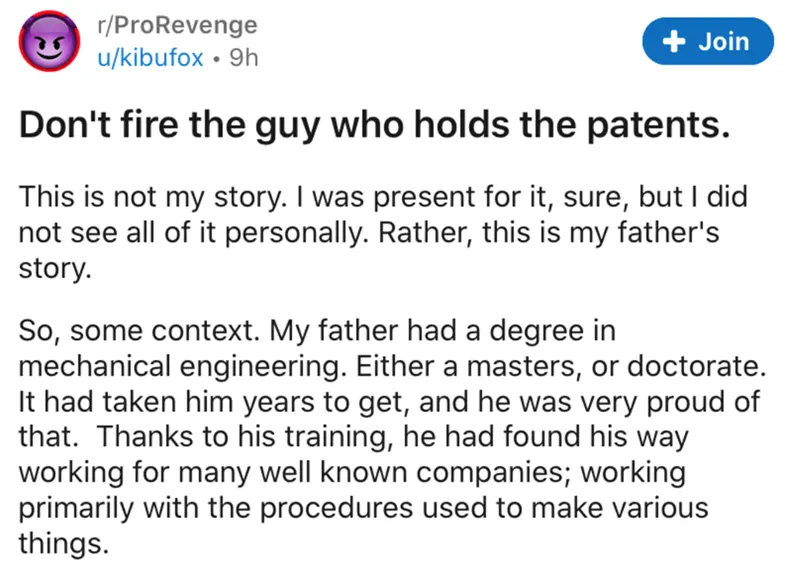 r/ProRevenge
u/kibufox • 9h
+ Join
Don't fire the guy who holds the patents.
This is not my story. I was present for it, sure, but I did
not see all of it personally. Rather, this is my father's
story.
So, some context. My father had a degree in
mechanical engineering. Either a masters, or doctorate.
It had taken him years to get, and he was very proud of
that.  Thanks to his training, he had found his way
working for many well known companies; working
primarily with the procedures used to make various
things.